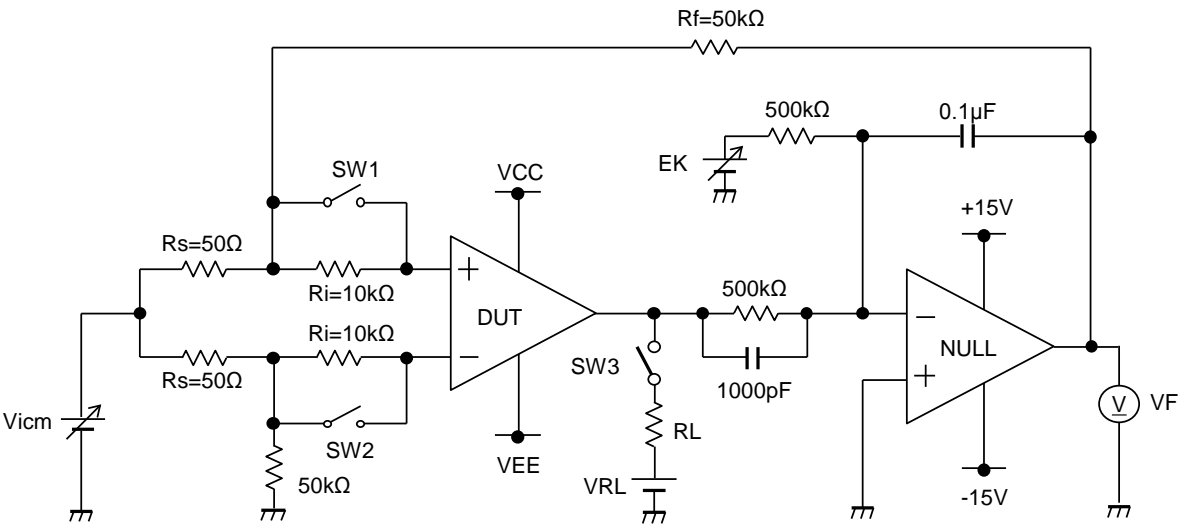 Rf=50kΩ
500kΩ
0.1µF
EK
SW1
VCC
+15V
Rs=50Ω
Ri=10kΩ
DUT
500kΩ
NULL
Ri=10kΩ
Rs=50Ω
SW3
1000pF
V
VF
Vicm
SW2
RL
50kΩ
VEE
VRL
-15V